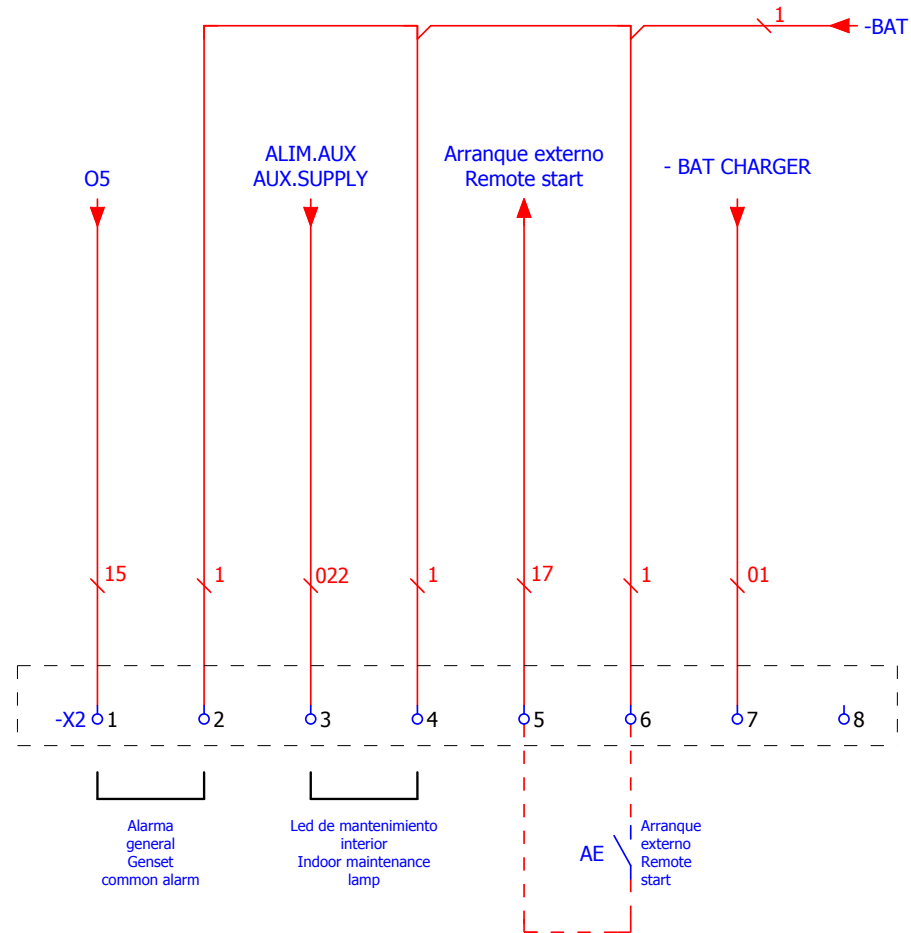 1
-BAT
ALIM.AUX
AUX.SUPPLY
Arranque externo
Remote start
O5
- BAT CHARGER
15
1
022
1
17
1
01
-X2
1
2
3
4
5
6
7
8
Alarma
general
Genset
common alarm
Led de mantenimiento
interior
Indoor maintenance
lamp
AE
Arranque
externo
Remote
start